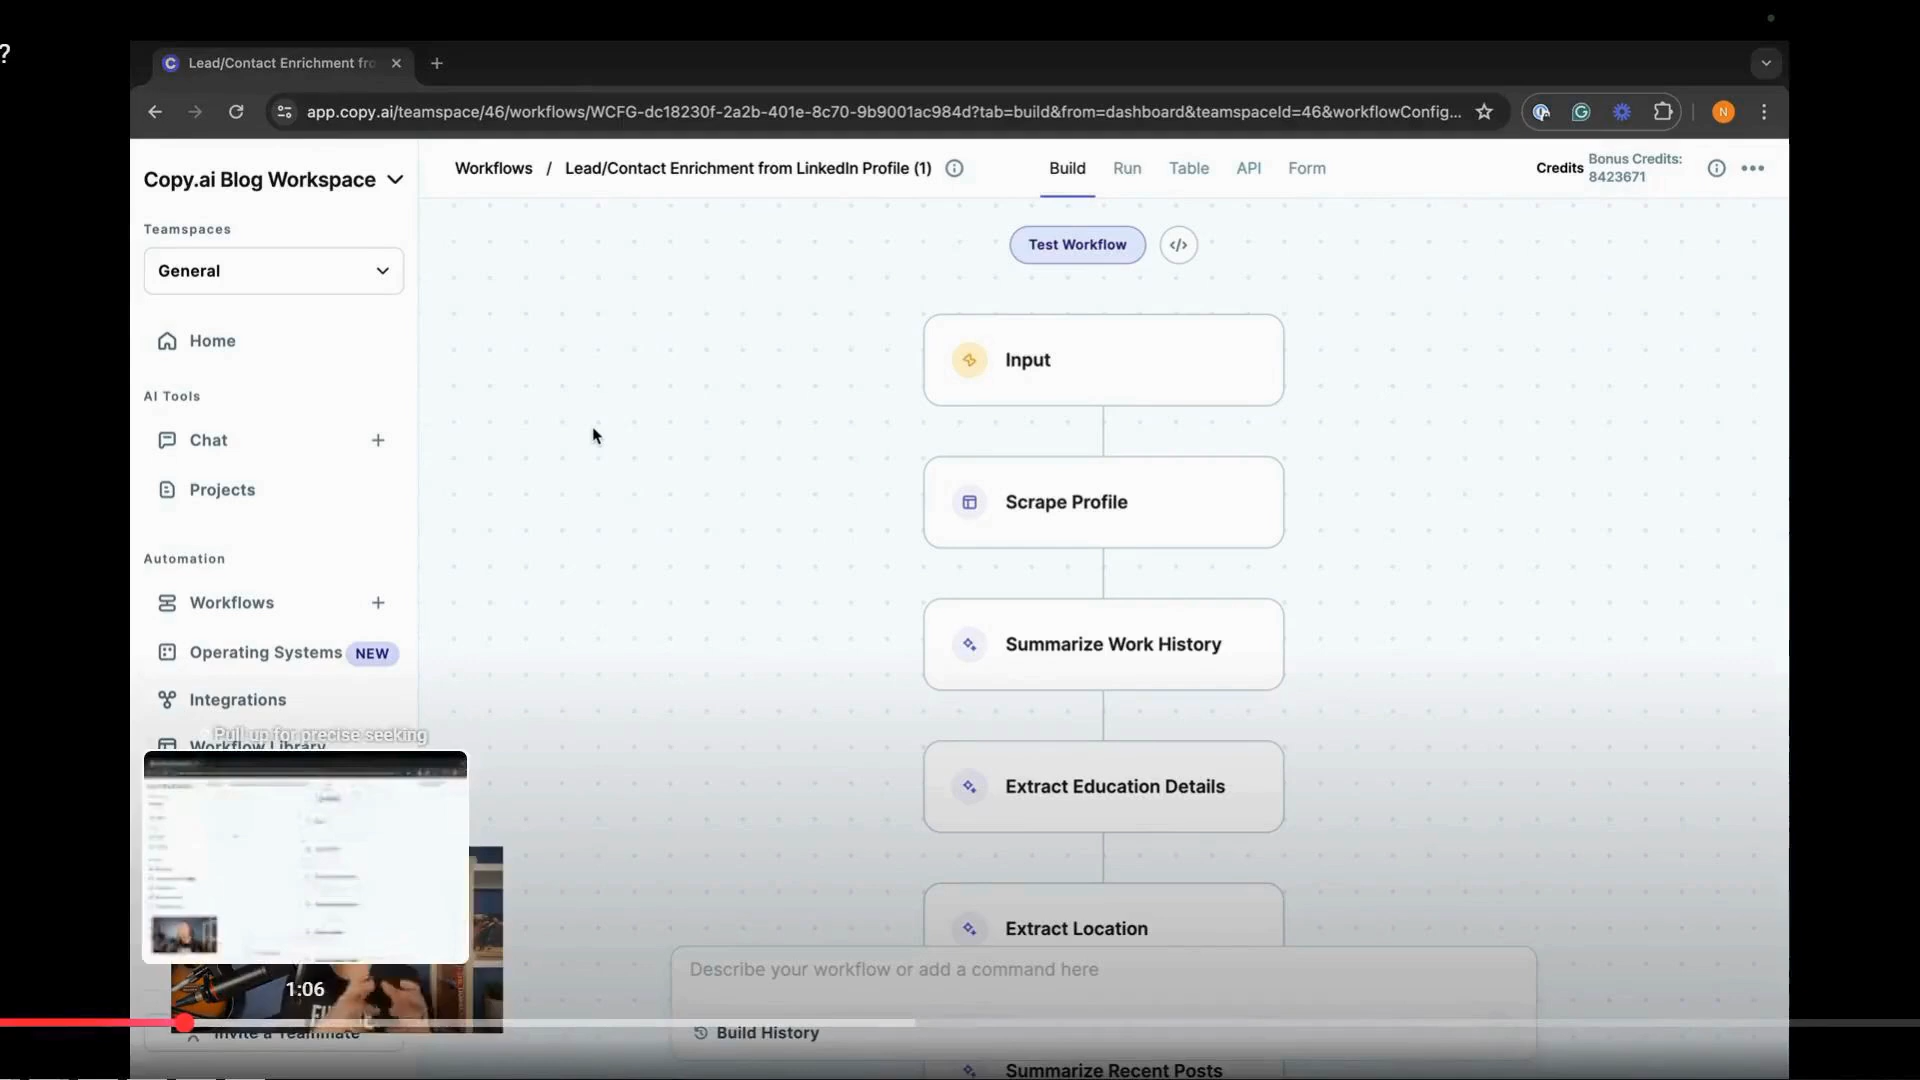 ?
Lead/Contact Enrichment fro
app.copy.ai/teamspace/46/workflows/WCFG-dc18230f-2a2b-401e-8c70-9b9001ac984d?tab=build&from=dashboard&teamspaceId=46&workflowConfig...
N
Copy.ai Blog Workspace
Workflows / Lead/Contact Enrichment from LinkedIn Profile (1)
Build
Run
Table
API
Form
Credits
Bonus Credits:
8423671
Teamspaces
General
Home
AI Tools
Chat
Projects
Automation
Workflows
Operating Systems NEW
Integrations
Workflow Library
Pull up for precise seeking
1:06
Invite a Teammate
Test Workflow
Input
Scrape Profile
Summarize Work History
Extract Education Details
Extract Location
Describe your workflow or add a command here
Build History
Summarize Recent Posts